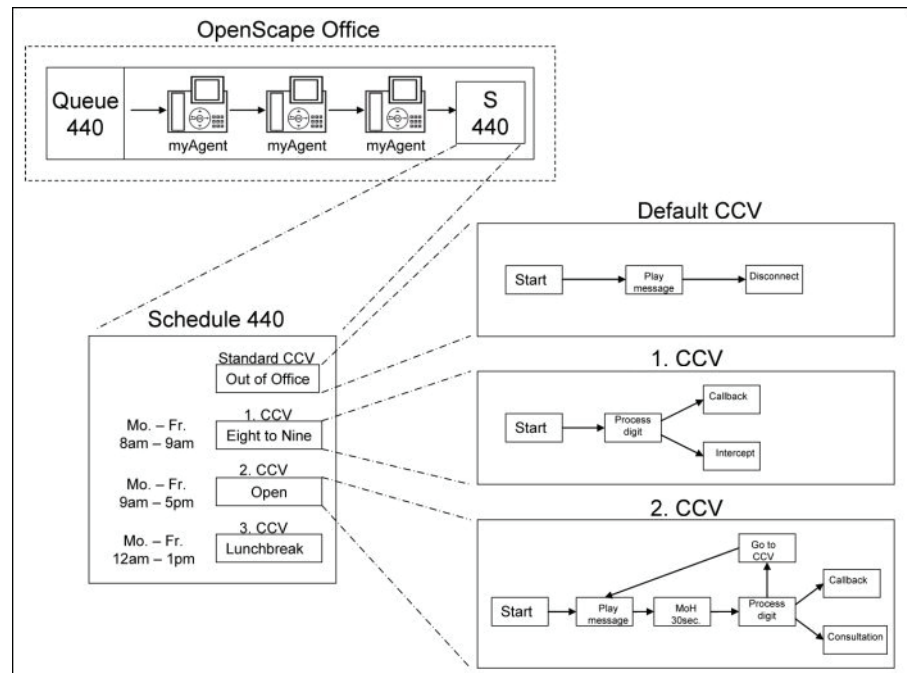 OpenScape Office
Queue
440
myAgent
myAgent
myAgent
S
440
Default CCV
Start
Play
message
Disconnect
Schedule 440
Standard CCV
Out of Office
1. CCV
Mo. – Fr.
8am – 9am
Eight to Nine
2. CCV
Mo. – Fr.
9am – 5pm
Open
3. CCV
Mo. – Fr.
12am – 1pm
Lunchbreak
1. CCV
Start
Process
digit
Callback
Intercept
2. CCV
Go to
CCV
Start
Play
message
MoH
30sec.
Process
digit
Callback
Consultation